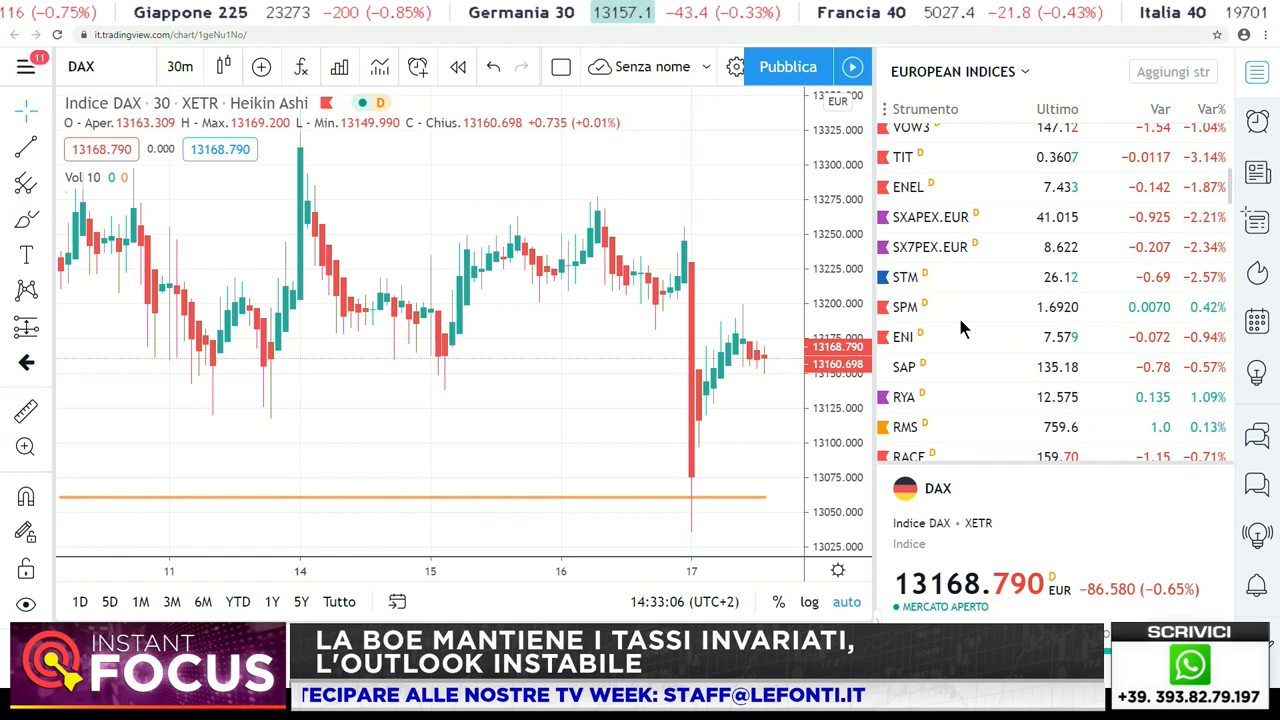 116 (−0.75%) Giappone 225 23273 −200 (−0.85%) Germania 30 13157.1 −43.4 (−0.33%) Francia 40 5027.4 −21.8 (−0.43%) Italia 40 19701
it.tradingview.com/chart/1geNu1No/
11
DAX 30m Senza nome Pubblica
EUROPEAN INDICES Aggiungi str
Indice DAX · 30 · XETR · Heikin Ashi D
O - Aper. 13163.309 H - Max. 13169.200 L - Min. 13149.990 C - Chius. 13160.698 +0.735 (+0.01%)
13168.790 0.000 13168.790
Vol 10 0 0
EUR
13325.000
13300.000
13275.000
13250.000
13225.000
13200.000
13168.790
13160.698
13125.000
13100.000
13075.000
13050.000
13025.000
11 14 15 16 17
1D 5D 1M 3M 6M YTD 1Y 5Y Tutto 14:33:06 (UTC+2) % log auto
Strumento Ultimo Var Var%
VOW3 D 147.12 −1.54 −1.04%
TIT D 0.3607 −0.0117 −3.14%
ENEL D 7.433 −0.142 −1.87%
SXAPEX.EUR D 41.015 −0.925 −2.21%
SX7PEX.EUR D 8.622 −0.207 −2.34%
STM D 26.12 −0.69 −2.57%
SPM D 1.6920 0.0070 0.42%
ENI D 7.579 −0.072 −0.94%
SAP D 135.18 −0.78 −0.57%
RYA D 12.575 0.135 1.09%
RMS D 759.6 1.0 0.13%
RACE D 159.70 −1.15 −0.71%
DAX
Indice DAX • XETR
Indice
13168.790 D EUR −86.580 (−0.65%)
MERCATO APERTO
INSTANT
FOCUS
LA BOE MANTIENE I TASSI INVARIATI,
L'OUTLOOK INSTABILE
TECIPARE ALLE NOSTRE TV WEEK: STAFF@LEFONTI.IT
SCRIVICI
+39. 393.82.79.197